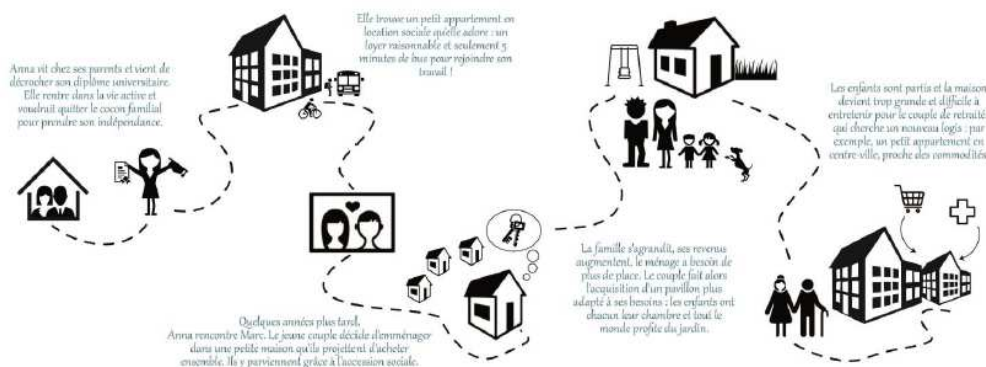 Anna vit chez ses parents et vient de
décrocher son diplôme universitaire.
Elle rentre dans la vie active et
voudrait quitter le cocon familial
pour prendre son indépendance.
Elle trouve un petit appartement en
location sociale qu'elle adore : un
loyer raisonnable et seulement 5
minutes de bus pour rejoindre son
travail !
Quelques années plus tard,
Anna rencontre Marc. Le jeune couple décide d'emménager
dans une petite maison qu'ils projettent d'acheter
ensemble. Ils y parviennent grâce à l'accession sociale.
La famille s'agrandit, ses revenus
augmentent, le ménage a besoin de
plus de place. Le couple fait alors
l'acquisition d'un pavillon plus
adapté à ses besoins : les enfants ont
chacun leur chambre et tout le
monde profite du jardin.
Les enfants sont partis et la maison
devient trop grande et difficile à
entretenir pour le couple de retraité
qui cherche un nouveau logis : par
exemple, un petit appartement en
centre-ville, proche des commodités